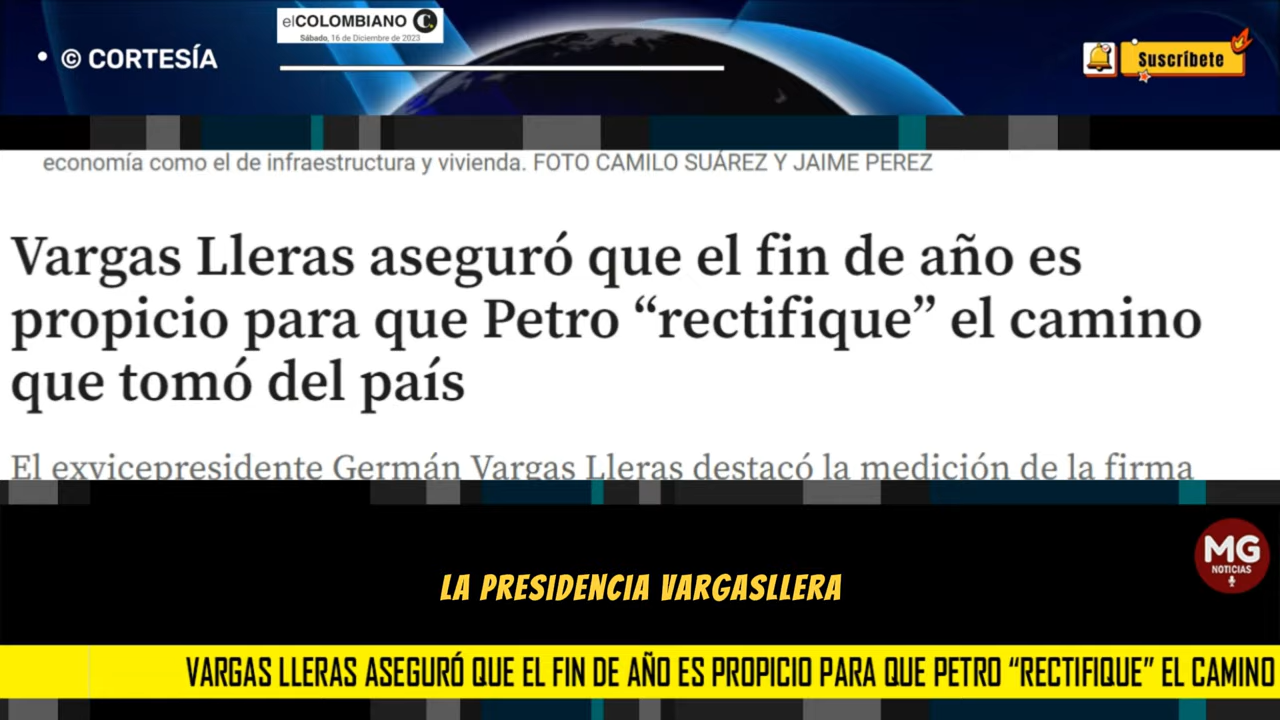 elCOLOMBIANO
Sábado, 16 de Diciembre de 2023
• © CORTESÍA
Suscríbete
economía como el de infraestructura y vivienda. FOTO CAMILO SUÁREZ Y JAIME PEREZ
Vargas Lleras aseguró que el fin de año es
propicio para que Petro “rectifique” el camino
que tomó del país
El exvicepresidente Germán Vargas Lleras destacó la medición de la firma
MG
NOTICIAS
LA PRESIDENCIA VARGASLLERA
VARGAS LLERAS ASEGURÓ QUE EL FIN DE AÑO ES PROPICIO PARA QUE PETRO “RECTIFIQUE” EL CAMINO